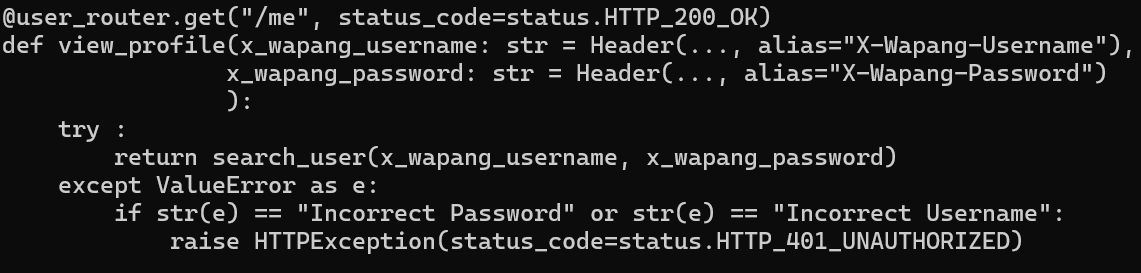 @user_router.get("/me", status_code=status.HTTP_200_OK)
def view_profile(x_wapang_username: str = Header(..., alias="X-Wapang-Username"),
                x_wapang_password: str = Header(..., alias="X-Wapang-Password")
                ):
    try :
        return search_user(x_wapang_username, x_wapang_password)
    except ValueError as e:
        if str(e) == "Incorrect Password" or str(e) == "Incorrect Username":
            raise HTTPException(status_code=status.HTTP_401_UNAUTHORIZED)